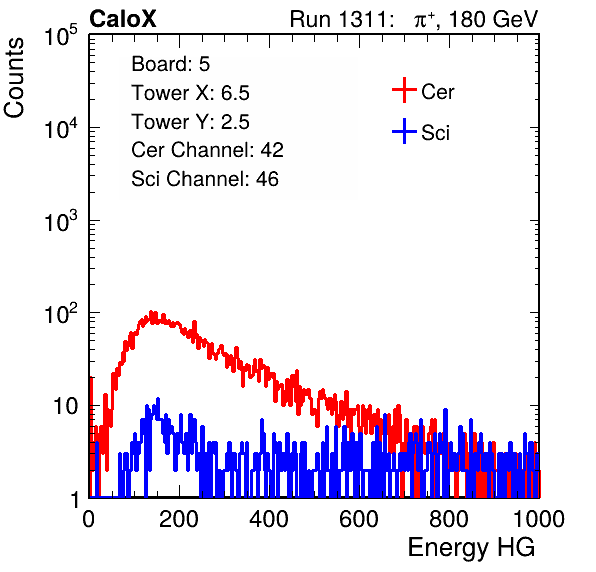 CaloX Run 1311: π⁺, 180 GeV
Counts
10⁵
10⁴
10³
10²
10
1
Board: 5
Tower X: 6.5
Tower Y: 2.5
Cer Channel: 42
Sci Channel: 46
Cer
Sci
0 200 400 600 800 1000
Energy HG